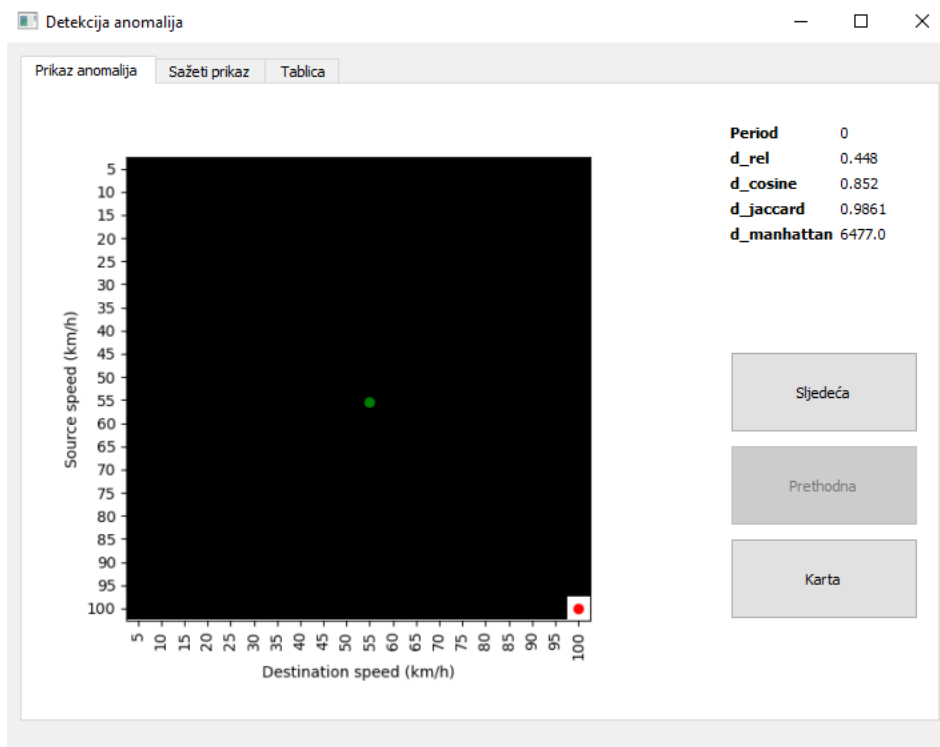 Detekcija anomalija
Prikaz anomalija Sažeti prikaz Tablica
Period 0
d_rel 0.448
d_cosine 0.852
d_jaccard 0.9861
d_manhattan 6477.0
Source speed (km/h)
5
10
15
20
25
30
35
40
45
50
55
60
65
70
75
80
85
90
95
100
5 10 15 20 25 30 35 40 45 50 55 60 65 70 75 80 85 90 95 100
Destination speed (km/h)
Sljedeća
Prethodna
Karta